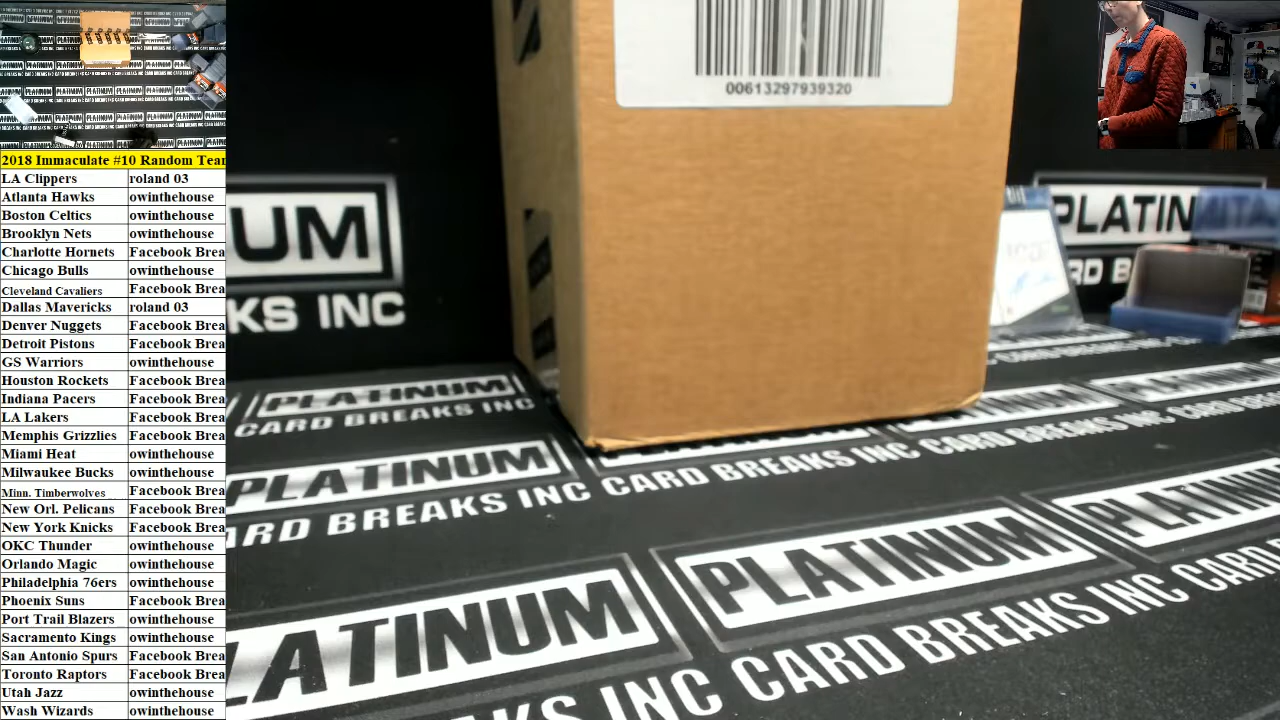 2018 Immaculate #10 Random Tear
LA Clippers roland 03
Atlanta Hawks owinthehouse
Boston Celtics owinthehouse
Brooklyn Nets owinthehouse
Charlotte Hornets Facebook Brea
Chicago Bulls owinthehouse
Cleveland Cavaliers Facebook Brea
Dallas Mavericks roland 03
Denver Nuggets Facebook Brea
Detroit Pistons Facebook Brea
GS Warriors owinthehouse
Houston Rockets Facebook Brea
Indiana Pacers Facebook Brea
LA Lakers Facebook Brea
Memphis Grizzlies Facebook Brea
Miami Heat owinthehouse
Milwaukee Bucks owinthehouse
Minn. Timberwolves Facebook Brea
New Orl. Pelicans Facebook Brea
New York Knicks Facebook Brea
OKC Thunder owinthehouse
Orlando Magic owinthehouse
Philadelphia 76ers owinthehouse
Phoenix Suns Facebook Brea
Port Trail Blazers owinthehouse
Sacramento Kings owinthehouse
San Antonio Spurs Facebook Brea
Toronto Raptors Facebook Brea
Utah Jazz owinthehouse
Wash Wizards owinthehouse
00613297939320
UM
KS INC
PLATIN
RD B
PLATINUM
CARD BREAKS INC
PLATINUM
ARD BREAKS INC CARD BREAKS INC CARD BREAKS INC
LATINUM PLATINUM PLATINUM
BREAKS INC CARD BREAKS INC CARD